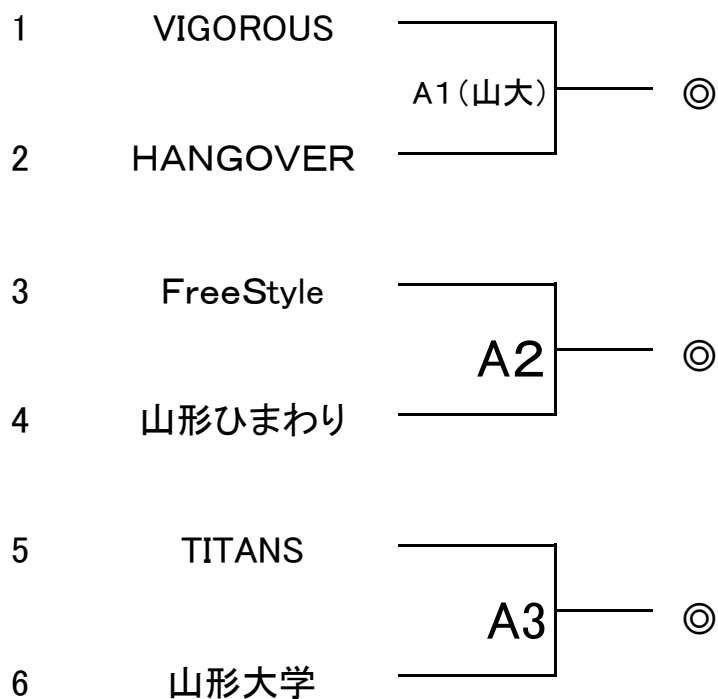 1 VIGOROUS
A1(山大) ◎
2 HANGOVER
3 FreeStyle
A2 ◎
4 山形ひまわり
5 TITANS
A3 ◎
6 山形大学